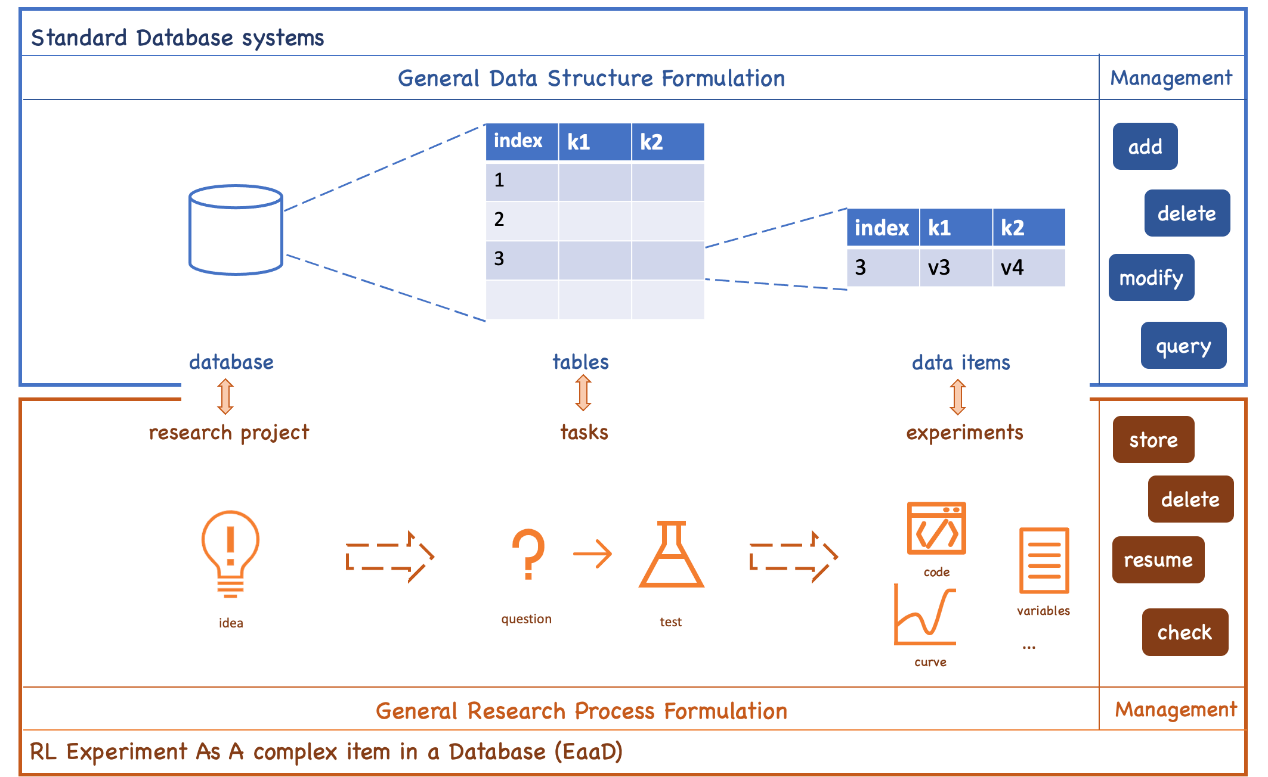 Standard Database systems
General Data Structure Formulation
Management
index k1 k2
1
2
3
index k1 k2
3 v3 v4
add
delete
modify
query
database
tables
data items
research project
tasks
experiments
idea
question
test
code
curve
variables
...
store
delete
resume
check
General Research Process Formulation
Management
RL Experiment As A complex item in a Database (EaaD)